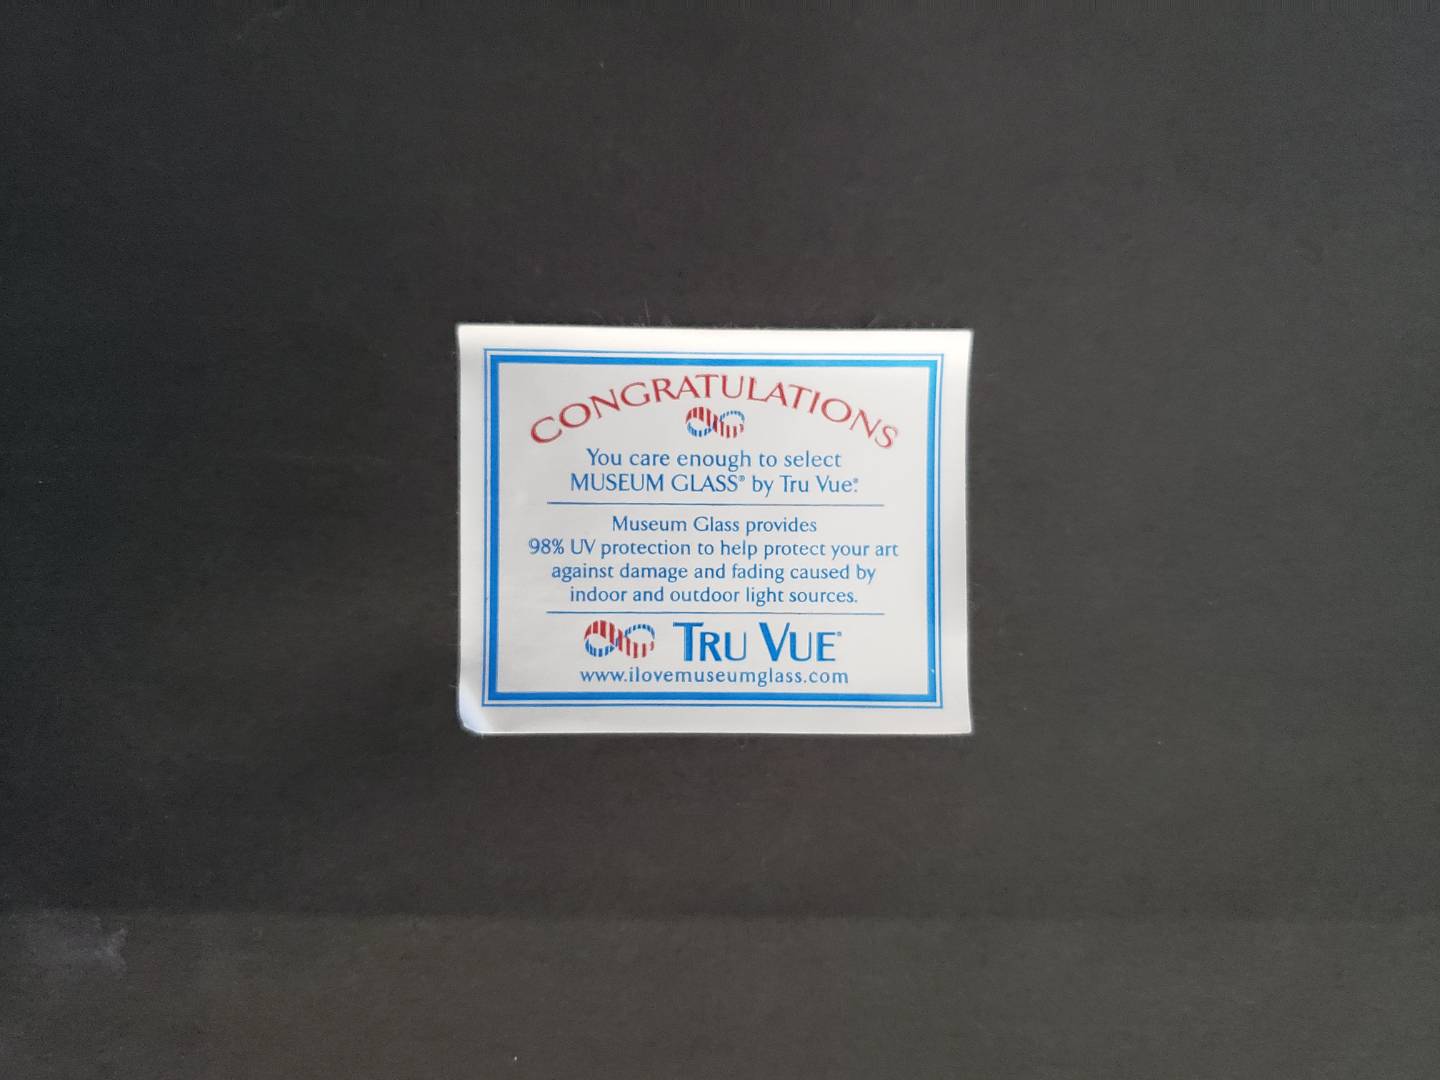 CONGRATULATIONS
You care enough to select
MUSEUM GLASS® by Tru Vue®.
Museum Glass provides
98% UV protection to help protect your art
against damage and fading caused by
indoor and outdoor light sources.
TRU VUE®
www.ilovemuseumglass.com